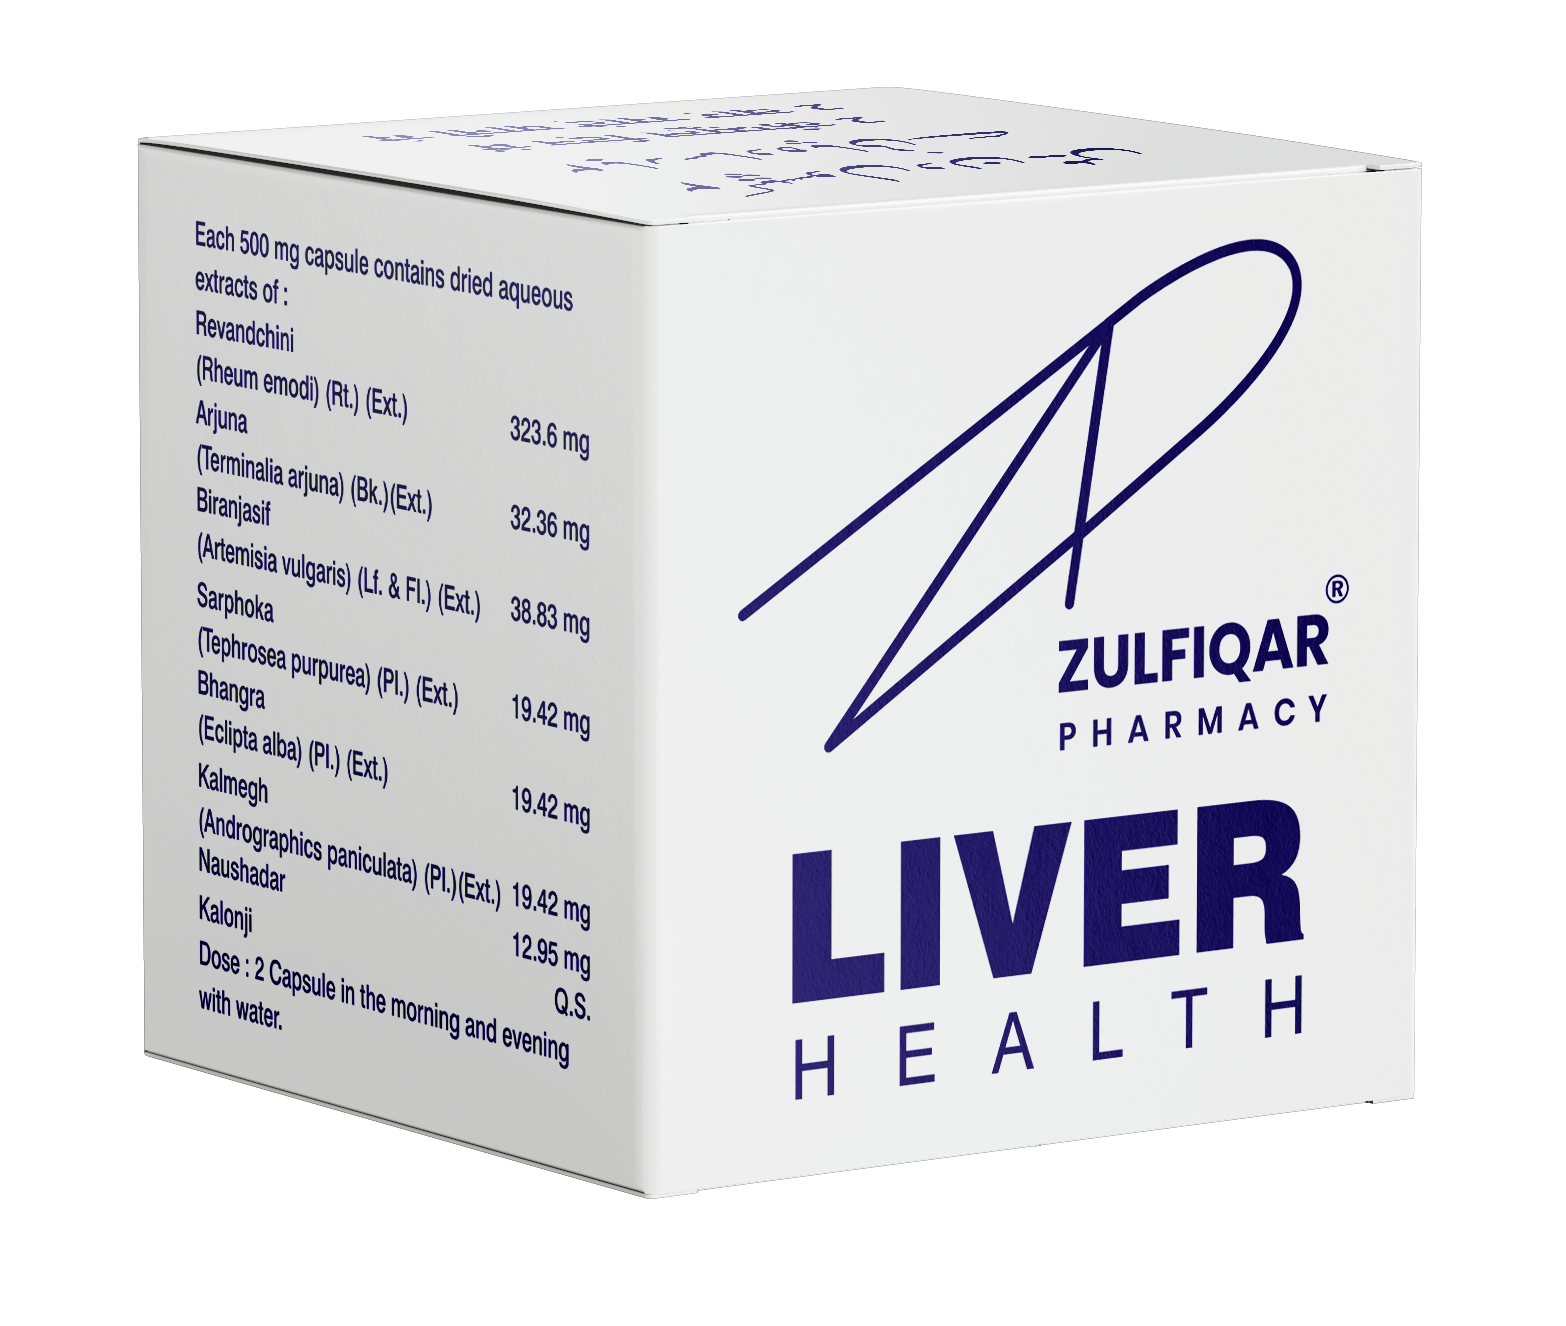 Each 500 mg capsule contains dried aqueous
extracts of :
Revandchini
(Rheum emodi) (Rt.) (Ext.) 323.6 mg
Arjuna
(Terminalia arjuna) (Bk.)(Ext.) 32.36 mg
Biranjasif
(Artemisia vulgaris) (Lf. & Fl.) (Ext.) 38.83 mg
Sarphoka
(Tephrosea purpurea) (Pl.) (Ext.) 19.42 mg
Bhangra
(Eclipta alba) (Pl.) (Ext.) 19.42 mg
Kalmegh
(Andrographics paniculata) (Pl.)(Ext.) 19.42 mg
Naushadar 12.95 mg
Kalonji Q.S.
Dose : 2 Capsule in the morning and evening
with water.
ZULFIQAR®
PHARMACY
LIVER
HEALTH